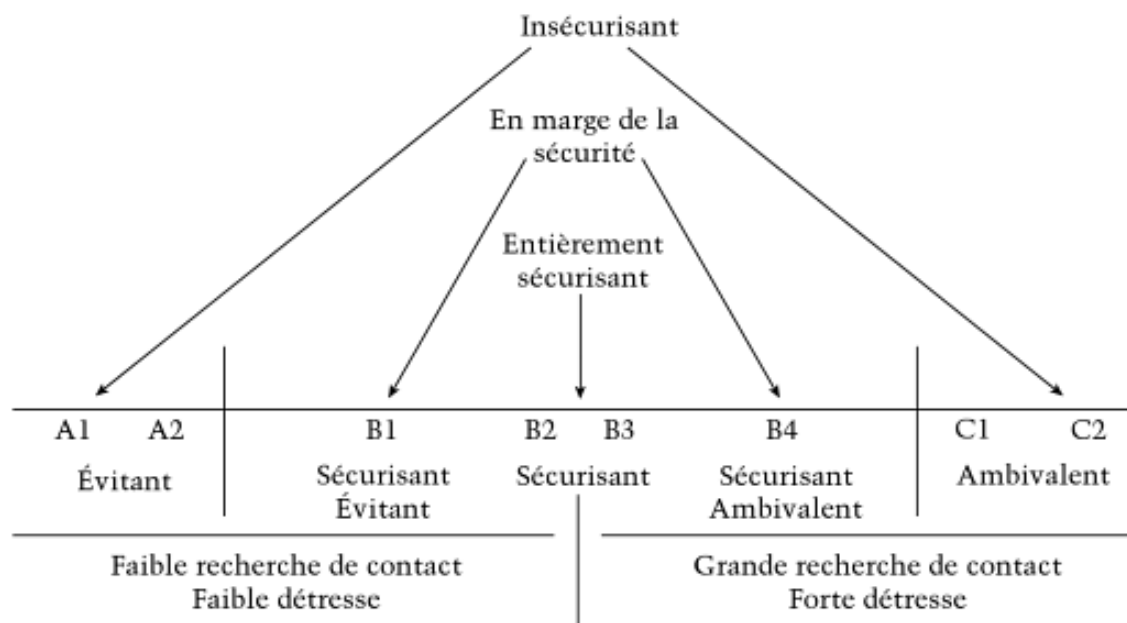 Insécurisant
En marge de la
sécurité
Entièrement
sécurisant
A1 A2 B1 B2 B3 B4 C1 C2
Évitant Sécurisant Sécurisant Sécurisant Ambivalent
Évitant Ambivalent
Faible recherche de contact Grande recherche de contact
Faible détresse Forte détresse